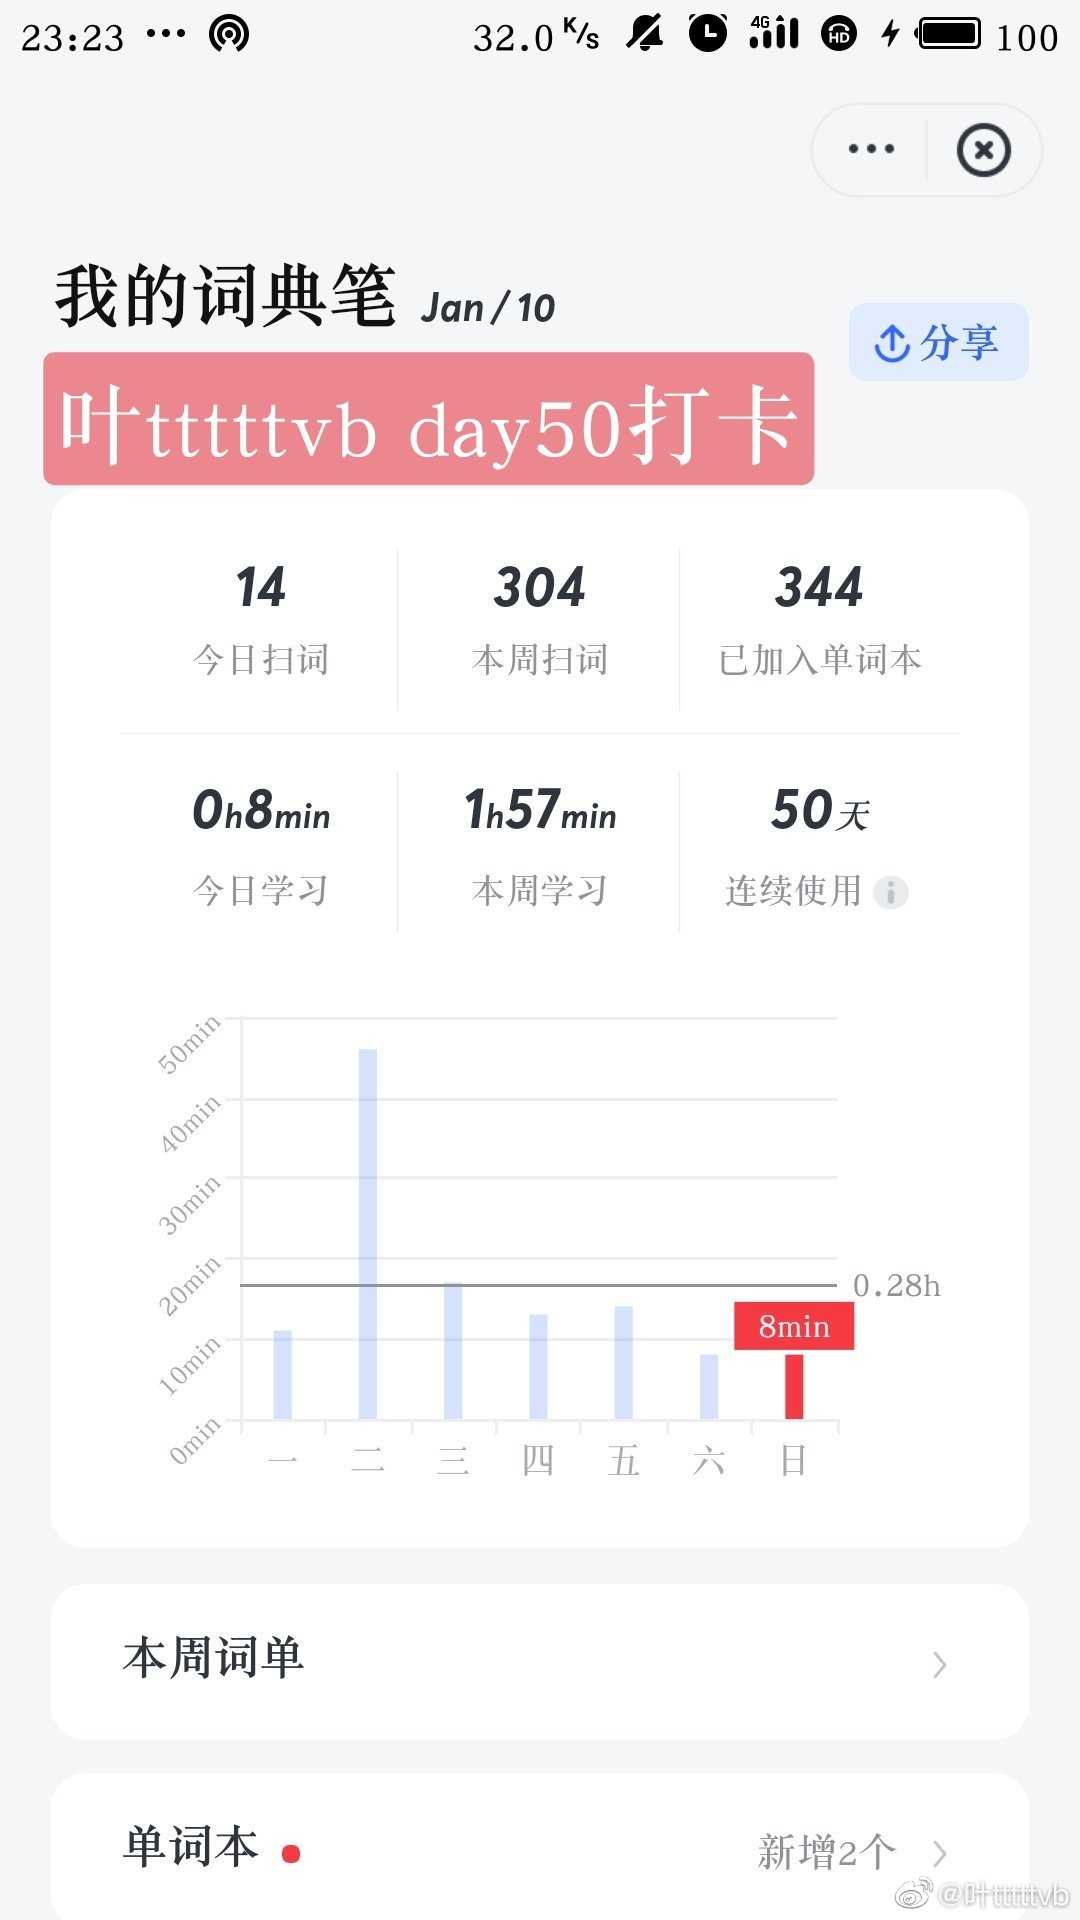 23:23 ••• 32.0 K/s 4G HD 100
我的词典笔 Jan/10
分享
叶tttttvb day50打卡
14 304 344
今日扫词 本周扫词 已加入单词本
0h8min 1h57min 50天
今日学习 本周学习 连续使用
50min
40min
30min
20min
0.28h
8min
10min
0min
一 二 三 四 五 六 日
本周词单
单词本 新增2个
@叶tttttvb